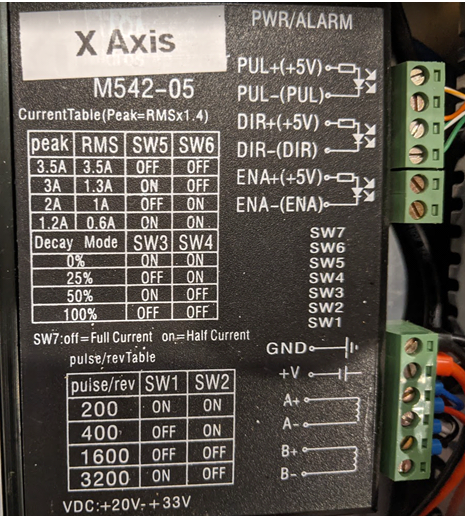 X Axis
M542-05
CurrentTable(Peak=RMSx1.4)
peak RMS SW5 SW6
3.5A 3.5A OFF OFF
3A 1.3A ON OFF
2A 1A OFF ON
1.2A 0.6A ON ON
Decay Mode SW3 SW4
0% ON ON
25% OFF ON
50% ON OFF
100% OFF OFF
SW7:off=Full Current on=Half Current
pulse/revTable
pulse/rev SW1 SW2
200 ON ON
400 OFF ON
1600 OFF OFF
3200 ON OFF
VDC:+20V-+33V
PWR/ALARM
PUL+(+5V)
PUL-(PUL)
DIR+(+5V)
DIR-(DIR)
ENA+(+5V)
ENA-(ENA)
SW7
SW6
SW5
SW4
SW3
SW2
SW1
GND
+V
A+
A-
B+
B-